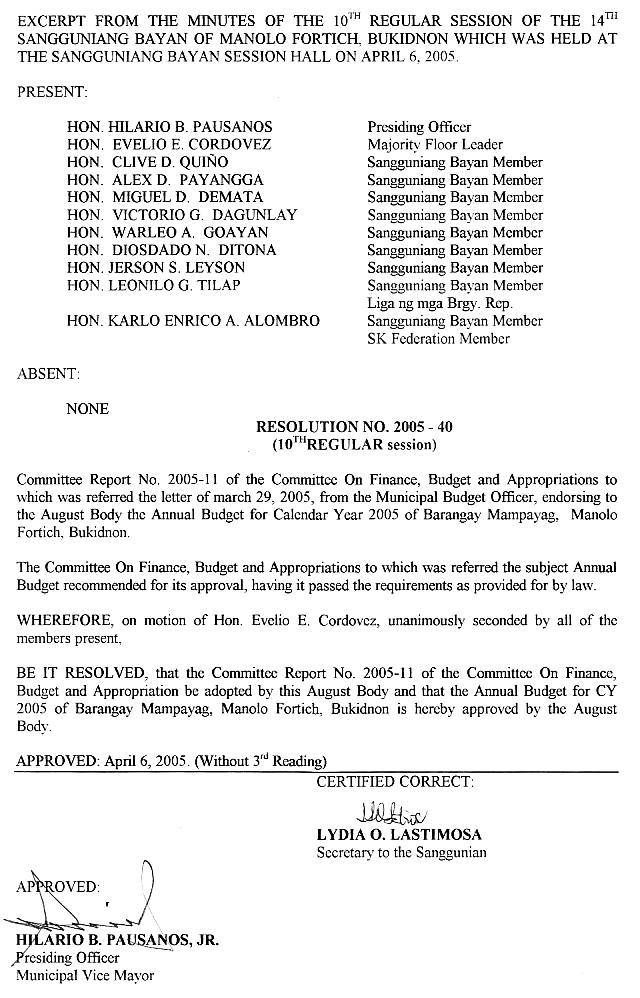 EXCERPT FROM THE MINUTES OF THE 10TH REGULAR SESSION OF THE 14TH
SANGGUNIANG BAYAN OF MANOLO FORTICH, BUKIDNON WHICH WAS HELD AT
THE SANGGUNIANG BAYAN SESSION HALL ON APRIL 6, 2005.
PRESENT:
HON. HILARIO B. PAUSANOS Presiding Officer
HON. EVELIO E. CORDOVEZ Majority Floor Leader
HON. CLIVE D. QUIÑO Sangguniang Bayan Member
HON. ALEX D. PAYANGGA Sangguniang Bayan Member
HON. MIGUEL D. DEMATA Sangguniang Bayan Member
HON. VICTORIO G. DAGUNLAY Sangguniang Bayan Member
HON. WARLEO A. GOAYAN Sangguniang Bayan Member
HON. DIOSDADO N. DITONA Sangguniang Bayan Member
HON. JERSON S. LEYSON Sangguniang Bayan Member
HON. LEONILO G. TILAP Sangguniang Bayan Member
Liga ng mga Brgy. Rep.
HON. KARLO ENRICO A. ALOMBRO Sangguniang Bayan Member
SK Federation Member
ABSENT:
NONE
RESOLUTION NO. 2005 - 40
(10THREGULAR session)
Committee Report No. 2005-11 of the Committee On Finance, Budget and Appropriations to
which was referred the letter of march 29, 2005, from the Municipal Budget Officer, endorsing to
the August Body the Annual Budget for Calendar Year 2005 of Barangay Mampayag, Manolo
Fortich, Bukidnon.
The Committee On Finance, Budget and Appropriations to which was referred the subject Annual
Budget recommended for its approval, having it passed the requirements as provided for by law.
WHEREFORE, on motion of Hon. Evelio E. Cordovez, unanimously seconded by all of the
members present,
BE IT RESOLVED, that the Committee Report No. 2005-11 of the Committee On Finance,
Budget and Appropriation be adopted by this August Body and that the Annual Budget for CY
2005 of Barangay Mampayag, Manolo Fortich, Bukidnon is hereby approved by the August
Body.
APPROVED: April 6, 2005. (Without 3rd Reading)
CERTIFIED CORRECT:
LYDIA O. LASTIMOSA
Secretary to the Sanggunian
APPROVED:
HILARIO B. PAUSANOS, JR.
Presiding Officer
Municipal Vice Mayor